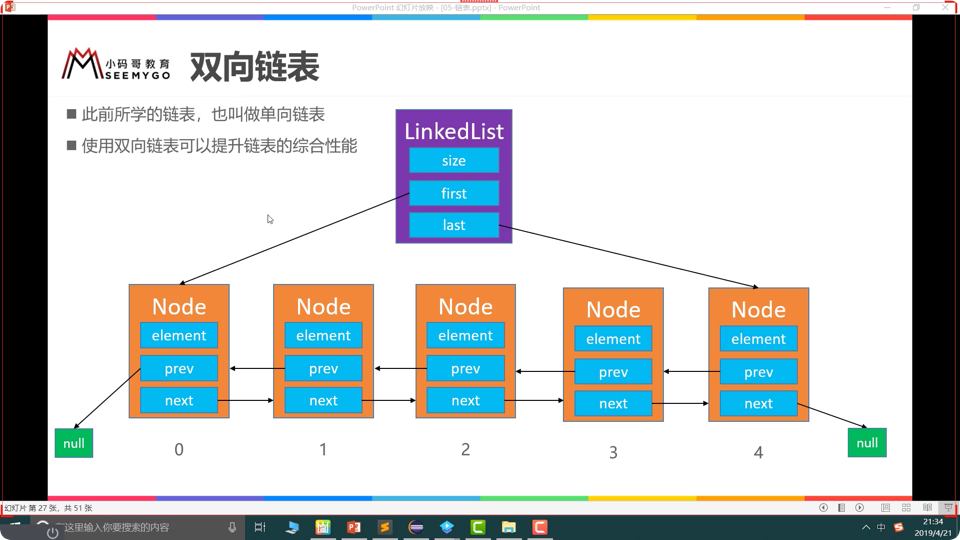 PowerPoint 幻灯片放映 - [05-链表.pptx] - PowerPoint
小码哥教育
SEEMYGO
双向链表
■ 此前所学的链表，也叫做单向链表
■ 使用双向链表可以提升链表的综合性能
LinkedList
size
first
last
Node Node Node Node Node
element element element element element
prev prev prev prev prev
next next next next next
null 0 1 2 3 4 null
幻灯片 第 27 张，共 51 张
在这里输入你要搜索的内容
中
21:34
2019/4/21